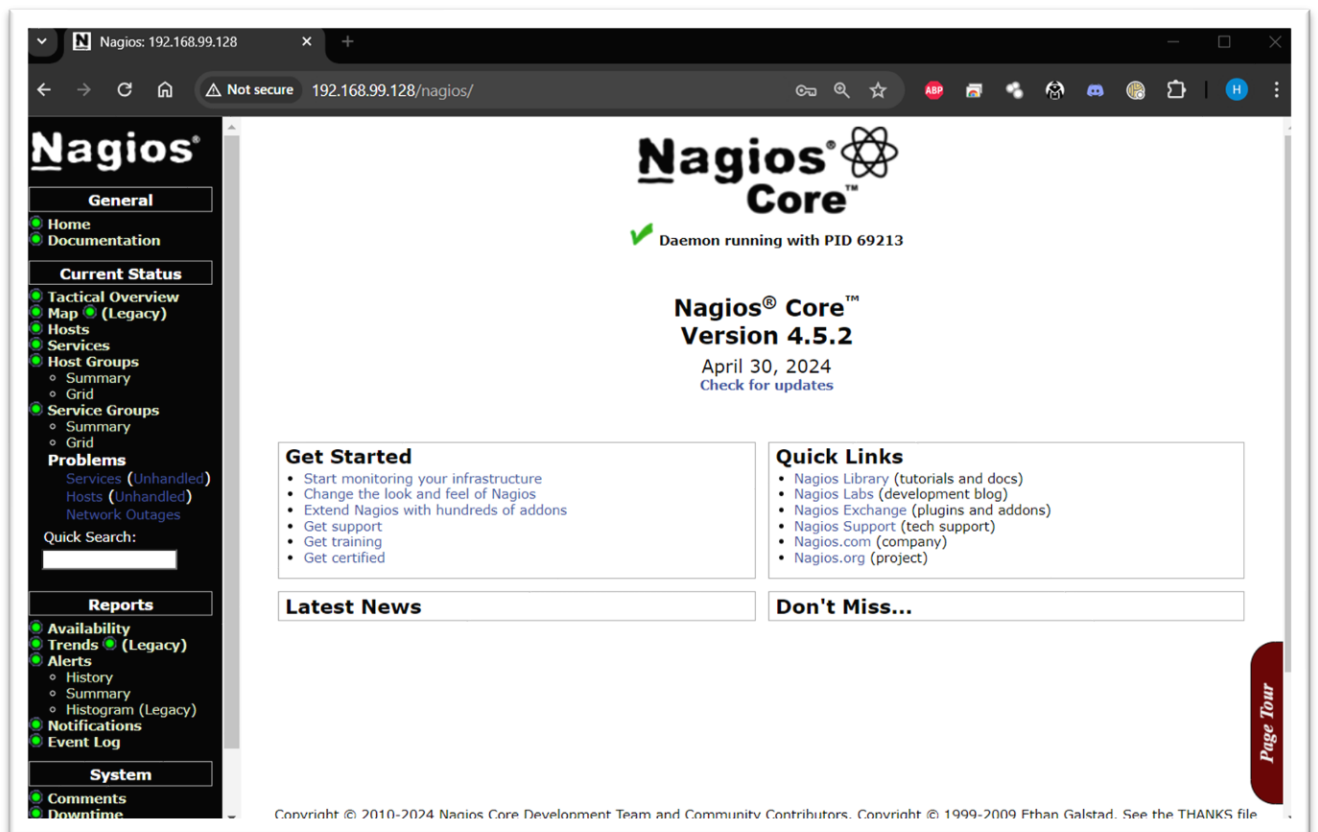 Nagios: 192.168.99.128
Not secure 192.168.99.128/nagios/
ABP
H
Nagios®
General
Home
Documentation
Current Status
Tactical Overview
Map (Legacy)
Hosts
Services
Host Groups
Summary
Grid
Service Groups
Summary
Grid
Problems
Services (Unhandled)
Hosts (Unhandled)
Network Outages
Quick Search:
Reports
Availability
Trends (Legacy)
Alerts
History
Summary
Histogram (Legacy)
Notifications
Event Log
System
Comments
Downtime
Nagios®
Core™
Daemon running with PID 69213
Nagios® Core™
Version 4.5.2
April 30, 2024
Check for updates
Get Started
Start monitoring your infrastructure
Change the look and feel of Nagios
Extend Nagios with hundreds of addons
Get support
Get training
Get certified
Quick Links
Nagios Library (tutorials and docs)
Nagios Labs (development blog)
Nagios Exchange (plugins and addons)
Nagios Support (tech support)
Nagios.com (company)
Nagios.org (project)
Latest News
Don't Miss...
Page Tour
Copyright © 2010-2024 Nagios Core Development Team and Community Contributors. Copyright © 1999-2009 Ethan Galstad. See the THANKS file